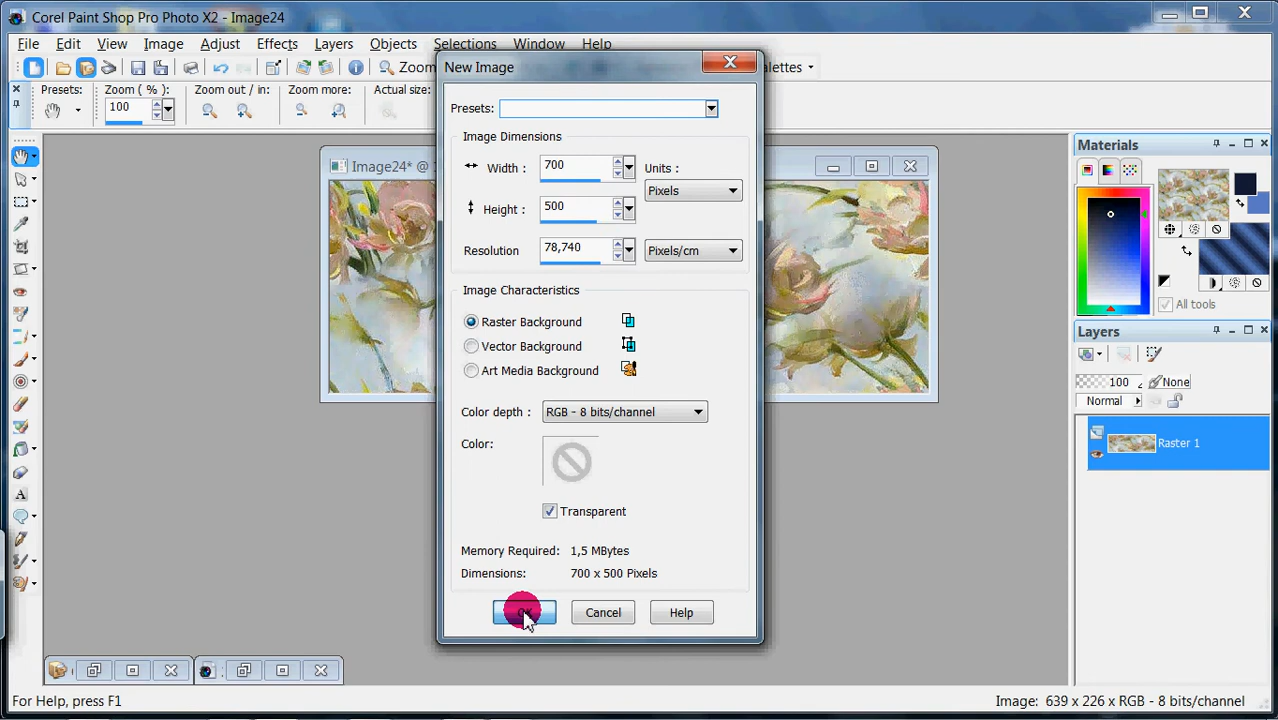 Corel Paint Shop Pro Photo X2 - Image24
File Edit View Image Adjust Effects Layers Objects Selections Window Help
Zoom
alettes
Presets:
Zoom ( % ):
Zoom out / in:
Zoom more:
Actual size:
100
New Image
Presets:
Image Dimensions
Width :
700
Units :
Pixels
Height :
500
Resolution
78,740
Pixels/cm
Image Characteristics
Raster Background
Vector Background
Art Media Background
Color depth :
RGB - 8 bits/channel
Color:
Transparent
Memory Required: 1,5 MBytes
Dimensions: 700 x 500 Pixels
OK
Cancel
Help
Image24* @ 1
Materials
All tools
Layers
100
None
Normal
Raster 1
For Help, press F1
Image: 639 x 226 x RGB - 8 bits/channel